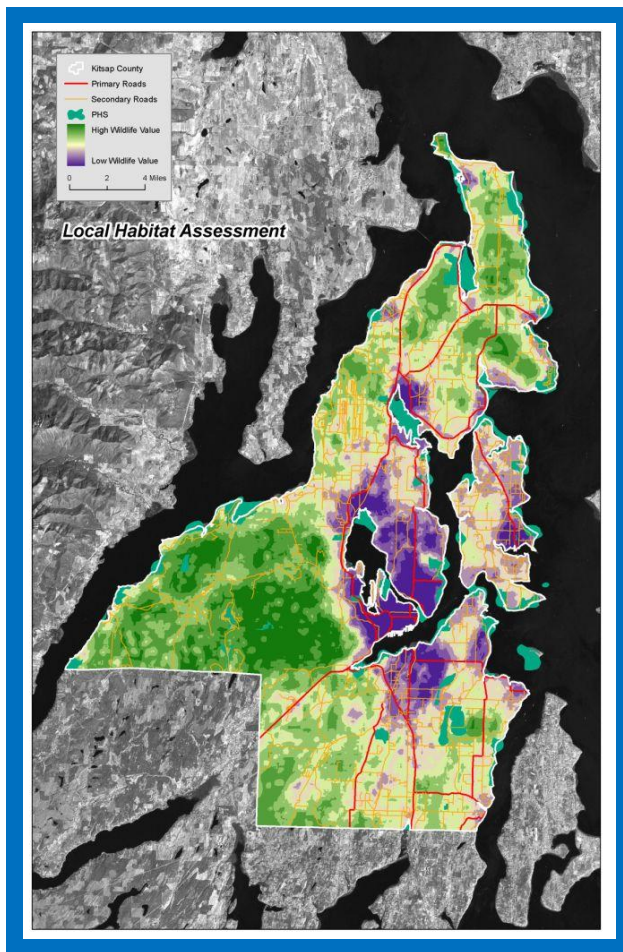 Kitsap County
Primary Roads
Secondary Roads
PHS
High Wildlife Value
Low Wildlife Value
0 2 4 Miles
Local Habitat Assessment